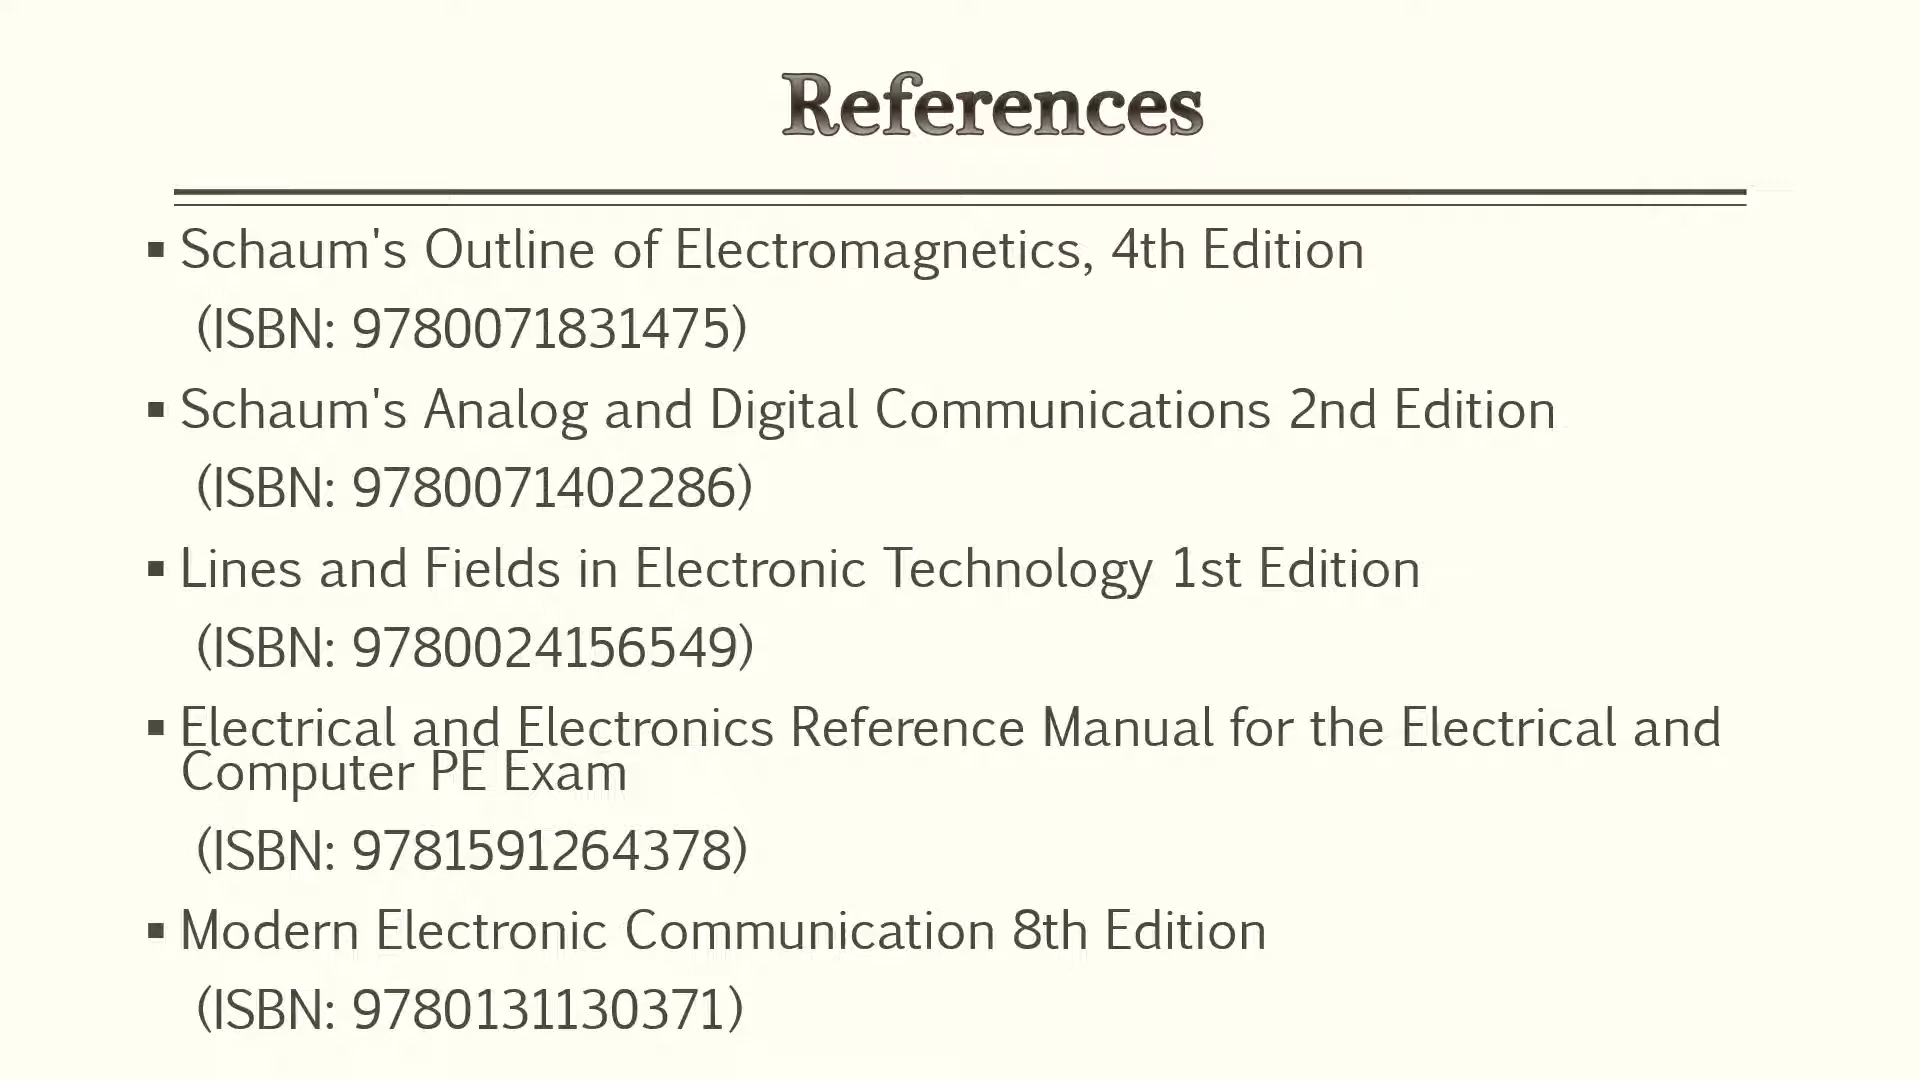 References
▪ Schaum's Outline of Electromagnetics, 4th Edition
(ISBN: 9780071831475)
▪ Schaum's Analog and Digital Communications 2nd Edition
(ISBN: 9780071402286)
▪ Lines and Fields in Electronic Technology 1st Edition
(ISBN: 9780024156549)
▪ Electrical and Electronics Reference Manual for the Electrical and
Computer PE Exam
(ISBN: 9781591264378)
▪ Modern Electronic Communication 8th Edition
(ISBN: 9780131130371)